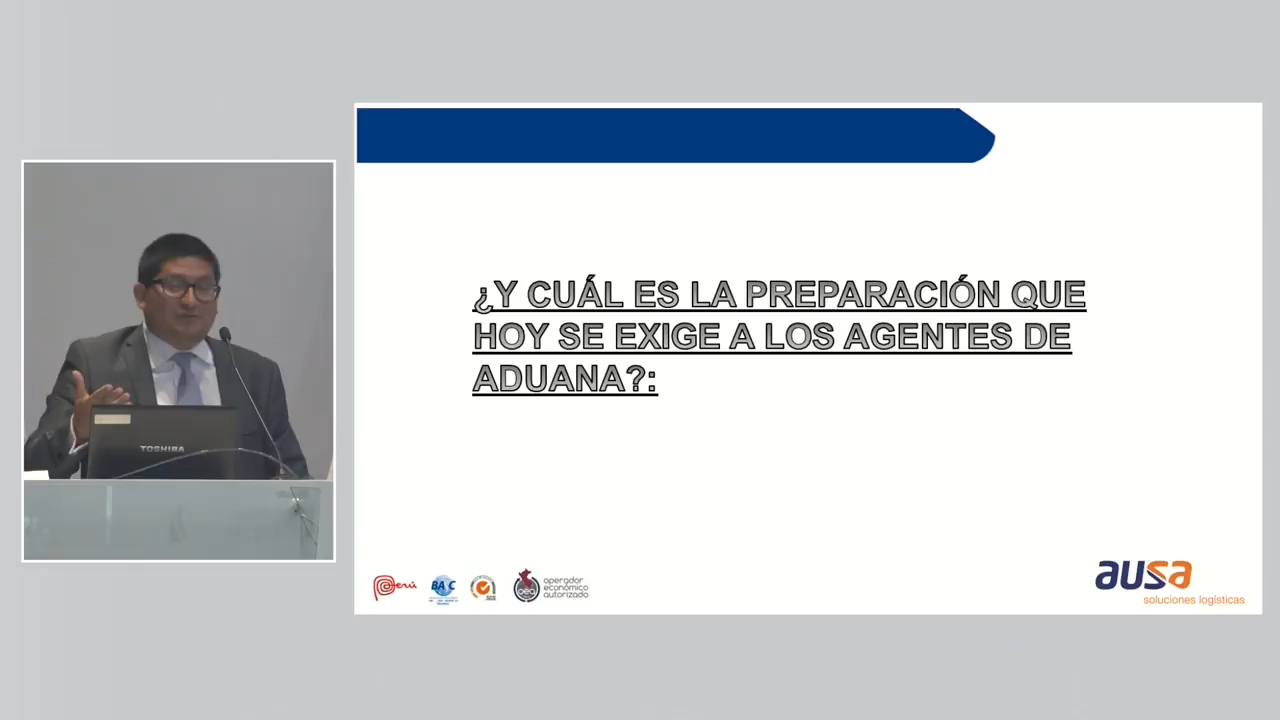 ¿Y CUÁL ES LA PREPARACIÓN QUE
HOY SE EXIGE A LOS AGENTES DE
ADUANA?:
TOSHIBA
Perú
BASC
oea
operador
económico
autorizado
ausa
soluciones logísticas